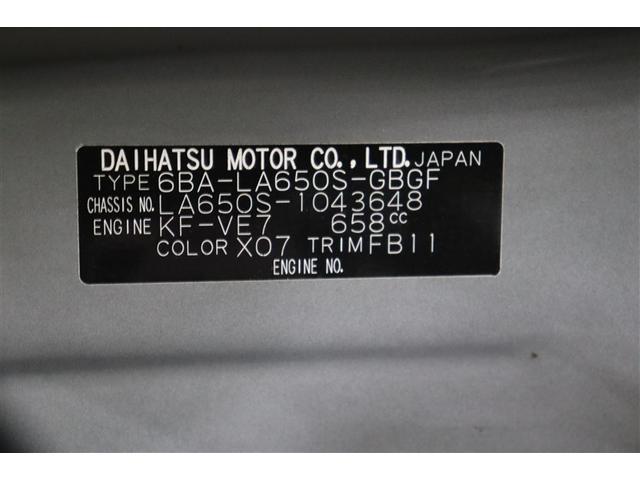 DAIHATSU MOTOR CO., LTD. JAPAN
TYPE 6BA-LA650S-GBGF
CHASSIS NO. LA650S-1043648
ENGINE KF-VE7 658cc
COLOR X07 TRIM FB11
ENGINE NO.